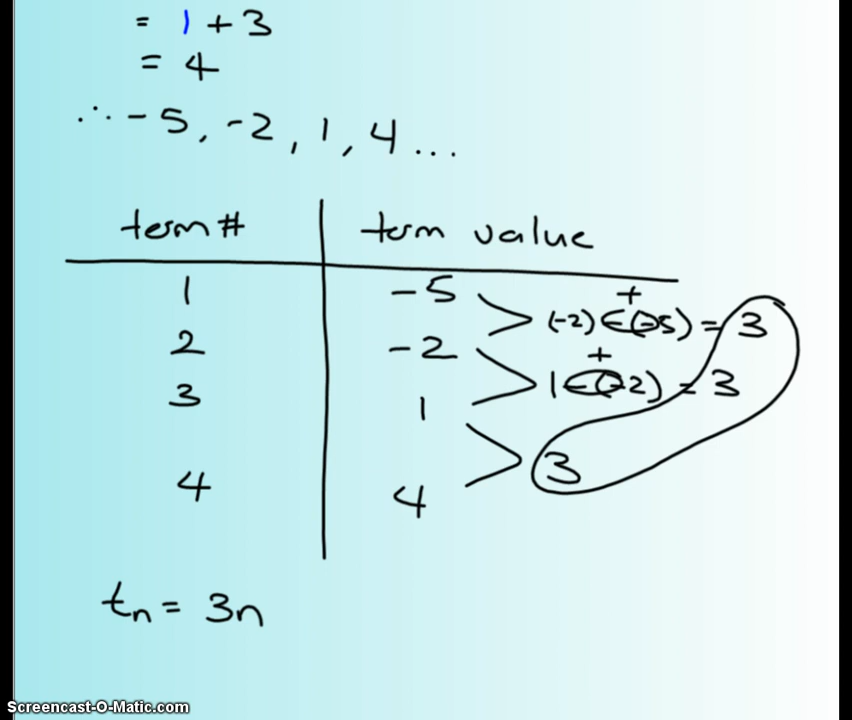 = 1 + 3
= 4
∴ -5, -2, 1, 4...
term # term value
1 -5
(-2) - (-5) = 3
+
2 -2
1 - (-2) = 3
+
3 1
3
4 4
tn = 3n
Screencast-O-Matic.com